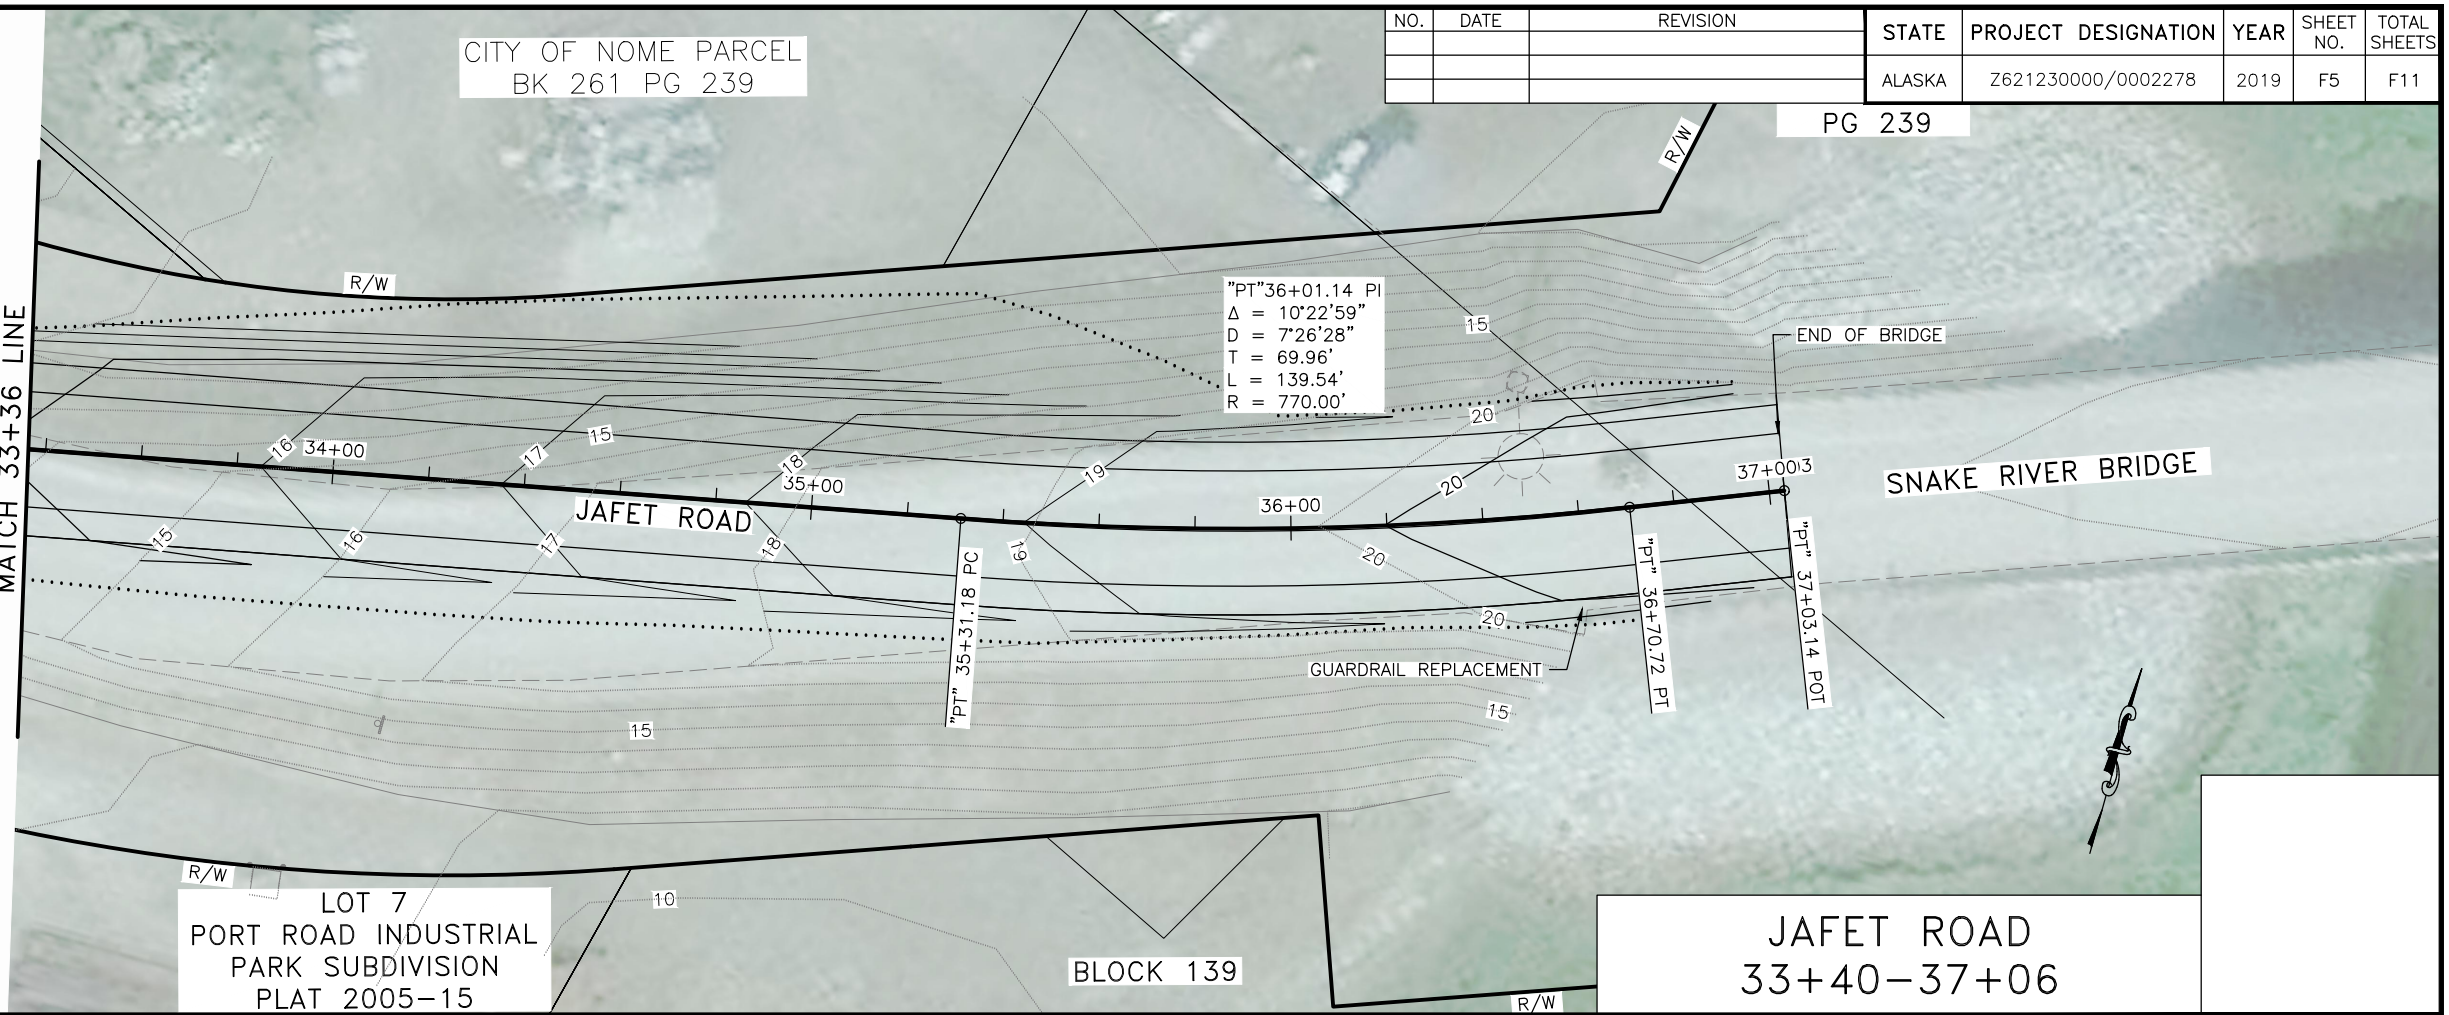 NO. DATE REVISION
STATE PROJECT DESIGNATION YEAR SHEET NO. TOTAL SHEETS
ALASKA Z621230000/0002278 2019 F5 F11
CITY OF NOME PARCEL
BK 261 PG 239
PG 239
R/W
R/W
MATCH 33+36 LINE
"PT"36+01.14 PI
Δ = 10°22'59"
D = 7°26'28"
T = 69.96'
L = 139.54'
R = 770.00'
15
END OF BRIDGE
20
16
34+00
15
17
18
35+00
19
20
36+00
37+00
SNAKE RIVER BRIDGE
JAFET ROAD
15
16
17
18
19
20
20
"PT" 35+31.18 PC
"PT" 36+70.72 PT
"PT" 37+03.14 POT
GUARDRAIL REPLACEMENT
15
15
R/W
10
LOT 7
PORT ROAD INDUSTRIAL
PARK SUBDIVISION
PLAT 2005-15
BLOCK 139
R/W
JAFET ROAD
33+40-37+06